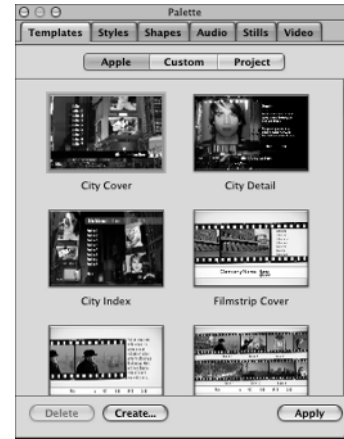 Palette
Templates Styles Shapes Audio Stills Video
Apple Custom Project
City Cover City Detail
City Index Filmstrip Cover
Delete Create... Apply